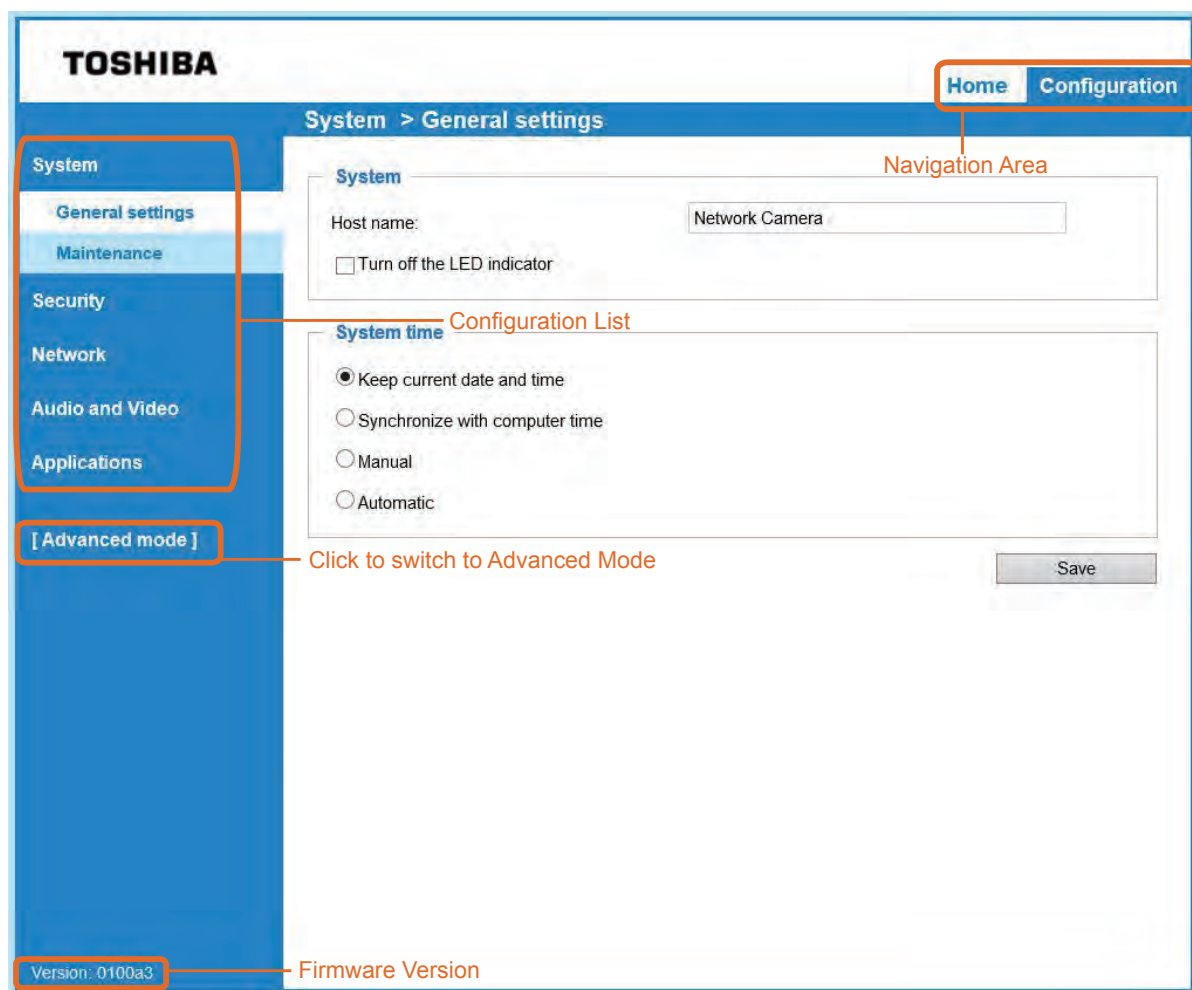 TOSHIBA
Home Configuration
System > General settings
Navigation Area
System
General settings
Maintenance
Security
Network
Audio and Video
Applications
[ Advanced mode ]
System
Host name: Network Camera
Turn off the LED indicator
Configuration List
System time
Keep current date and time
Synchronize with computer time
Manual
Automatic
Click to switch to Advanced Mode
Save
Version: 0100a3
Firmware Version